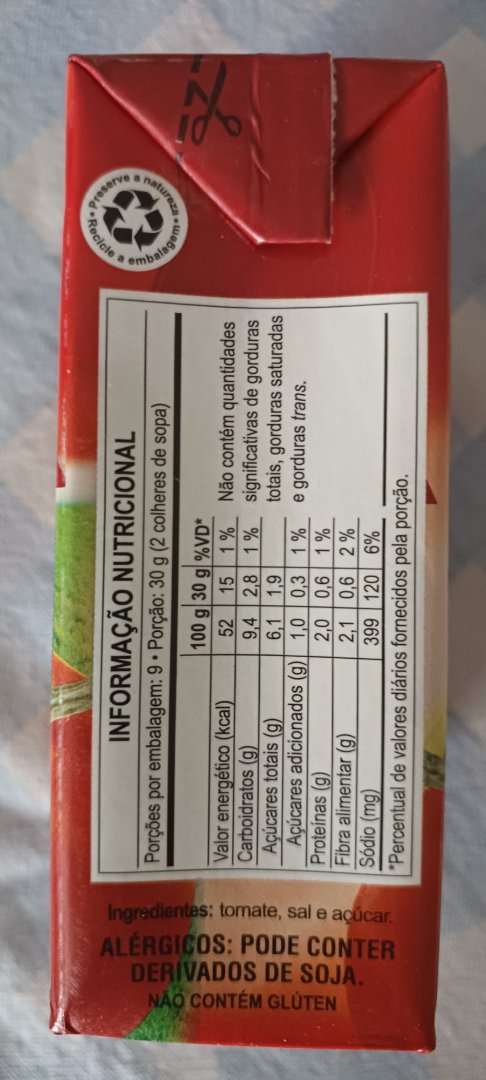 Preserve a natureza
Recicle a embalagem
INFORMAÇÃO NUTRICIONAL
Porções por embalagem: 9 • Porção: 30 g (2 colheres de sopa)
100 g 30 g %VD*
Valor energético (kcal) 52 15 1 %
Carboidratos (g) 9,4 2,8 1 %
Açúcares totais (g) 6,1 1,9
Açúcares adicionados (g) 1,0 0,3 1 %
Proteínas (g) 2,0 0,6 1 %
Fibra alimentar (g) 2,1 0,6 2 %
Sódio (mg) 399 120 6%
Não contém quantidades
significativas de gorduras
totais, gorduras saturadas
e gorduras trans.
*Percentual de valores diários fornecidos pela porção.
Ingredientes: tomate, sal e açúcar.
ALÉRGICOS: PODE CONTER
DERIVADOS DE SOJA.
NÃO CONTÉM GLÚTEN